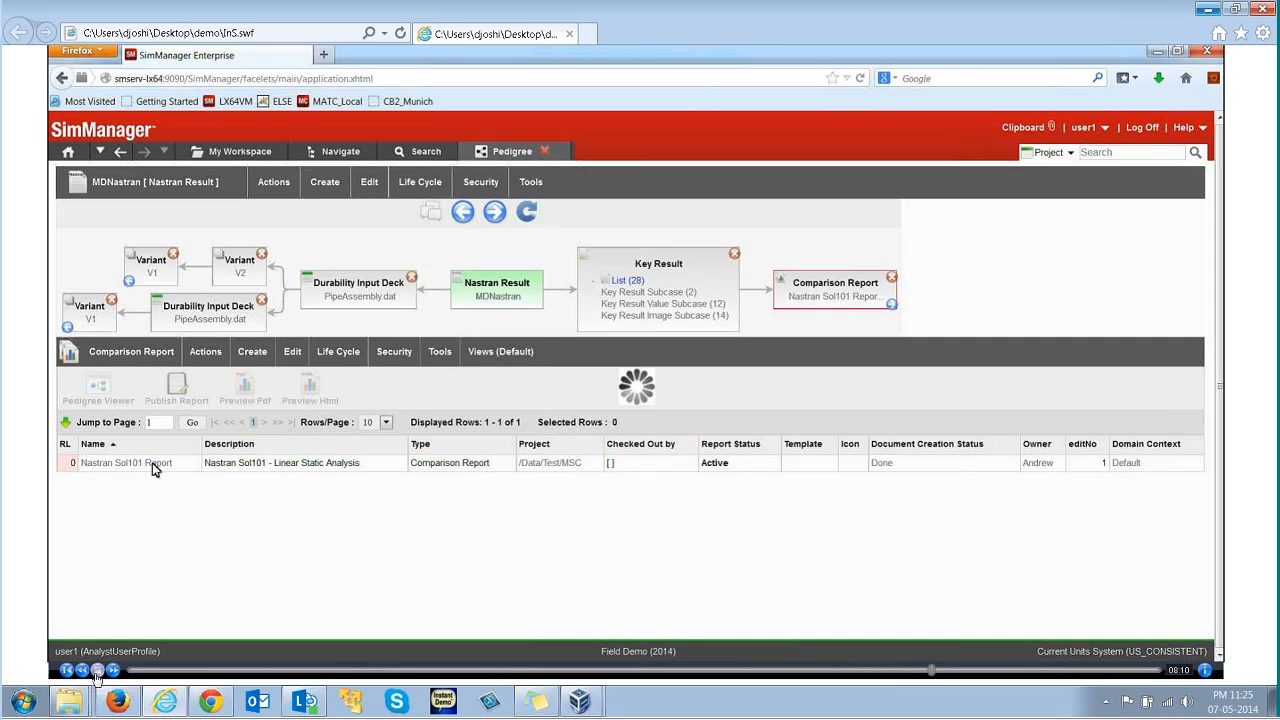 C:\Users\djoshi\Desktop\demo\InS.swf
C:\Users\djoshi\Desktop\d...
Firefox
SM SimManager Enterprise
smserv-lx64:9090/SimManager/facelets/main/application.xhtml
Google
Most Visited Getting Started SM LX64VM ELSE MC MATC_Local CB2_Munich
SimManager™
Clipboard user1 Log Off Help
My Workspace Navigate Search Pedigree
Project Search
MDNastran [ Nastran Result ] Actions Create Edit Life Cycle Security Tools
Variant
V1
Variant
V2
Durability Input Deck
PipeAssembly.dat
Nastran Result
MDNastran
Key Result
- List (28)
Key Result Subcase (2)
Key Result Value Subcase (12)
Key Result Image Subcase (14)
Comparison Report
Nastran Sol101 Repor...
Variant
V1
Durability Input Deck
PipeAssembly.dat
Comparison Report Actions Create Edit Life Cycle Security Tools Views (Default)
Pedigree Viewer Publish Report Preview Pdf Preview Html
Jump to Page : 1 Go |< << < 1 > >> >| Rows/Page : 10 Displayed Rows: 1 - 1 of 1 Selected Rows : 0
RL Name Description Type Project Checked Out by Report Status Template Icon Document Creation Status Owner editNo Domain Context
0 Nastran Sol101 Report Nastran Sol101 - Linear Static Analysis Comparison Report /Data/Test/MSC [ ] Active Done Andrew 1 Default
user1 (AnalystUserProfile) Field Demo (2014) Current Units System (US_CONSISTENT)
08:10
Instant Demo
PM 11:25
07-05-2014